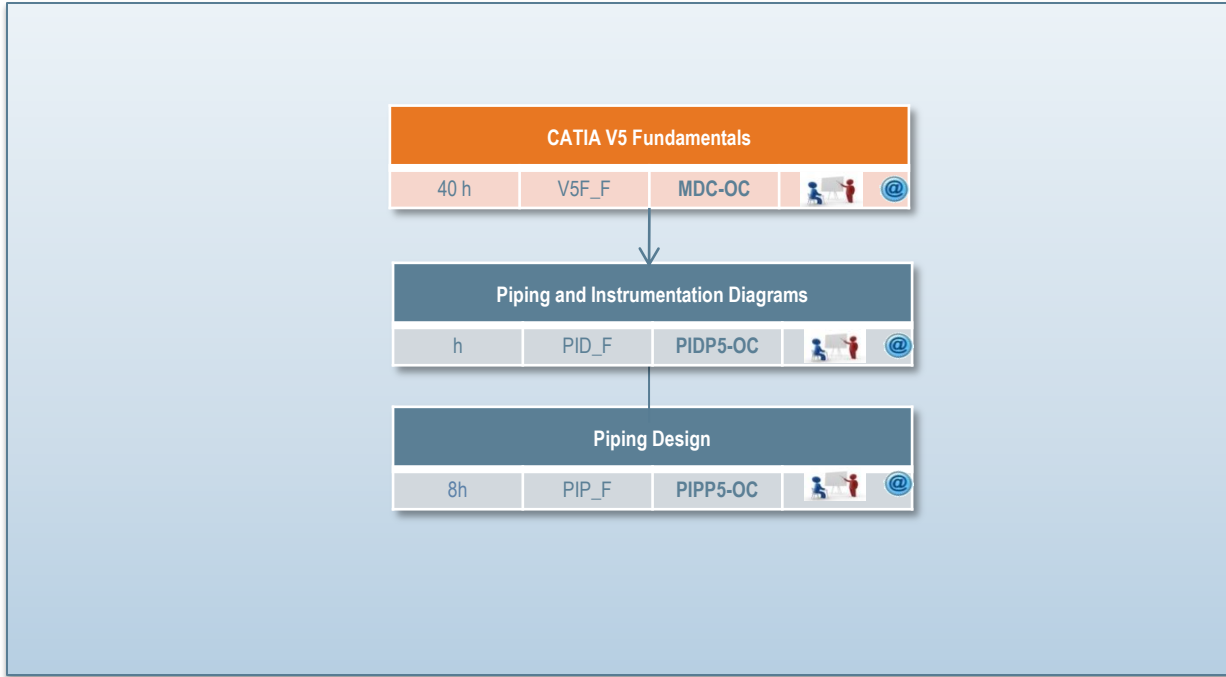 CATIA V5 Fundamentals
40 h V5F_F MDC-OC @
Piping and Instrumentation Diagrams
h PID_F PIDP5-OC @
Piping Design
8h PIP_F PIPP5-OC @